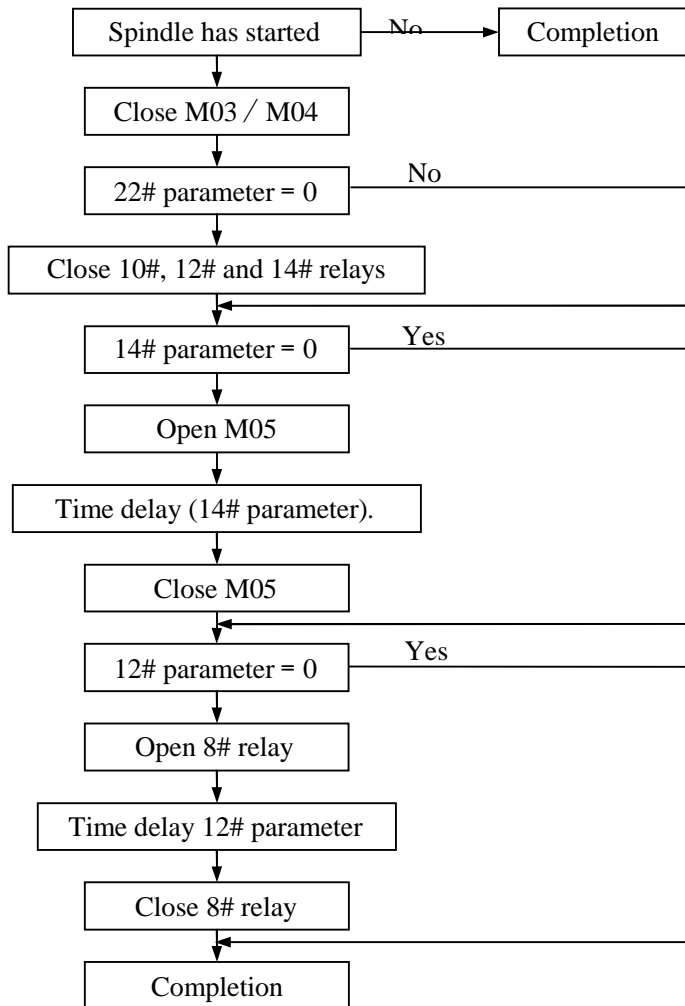 Spindle has started
No
Completion
Close M03 / M04
22# parameter = 0
No
Close 10#, 12# and 14# relays
14# parameter = 0
Yes
Open M05
Time delay (14# parameter).
Close M05
12# parameter = 0
Yes
Open 8# relay
Time delay 12# parameter
Close 8# relay
Completion